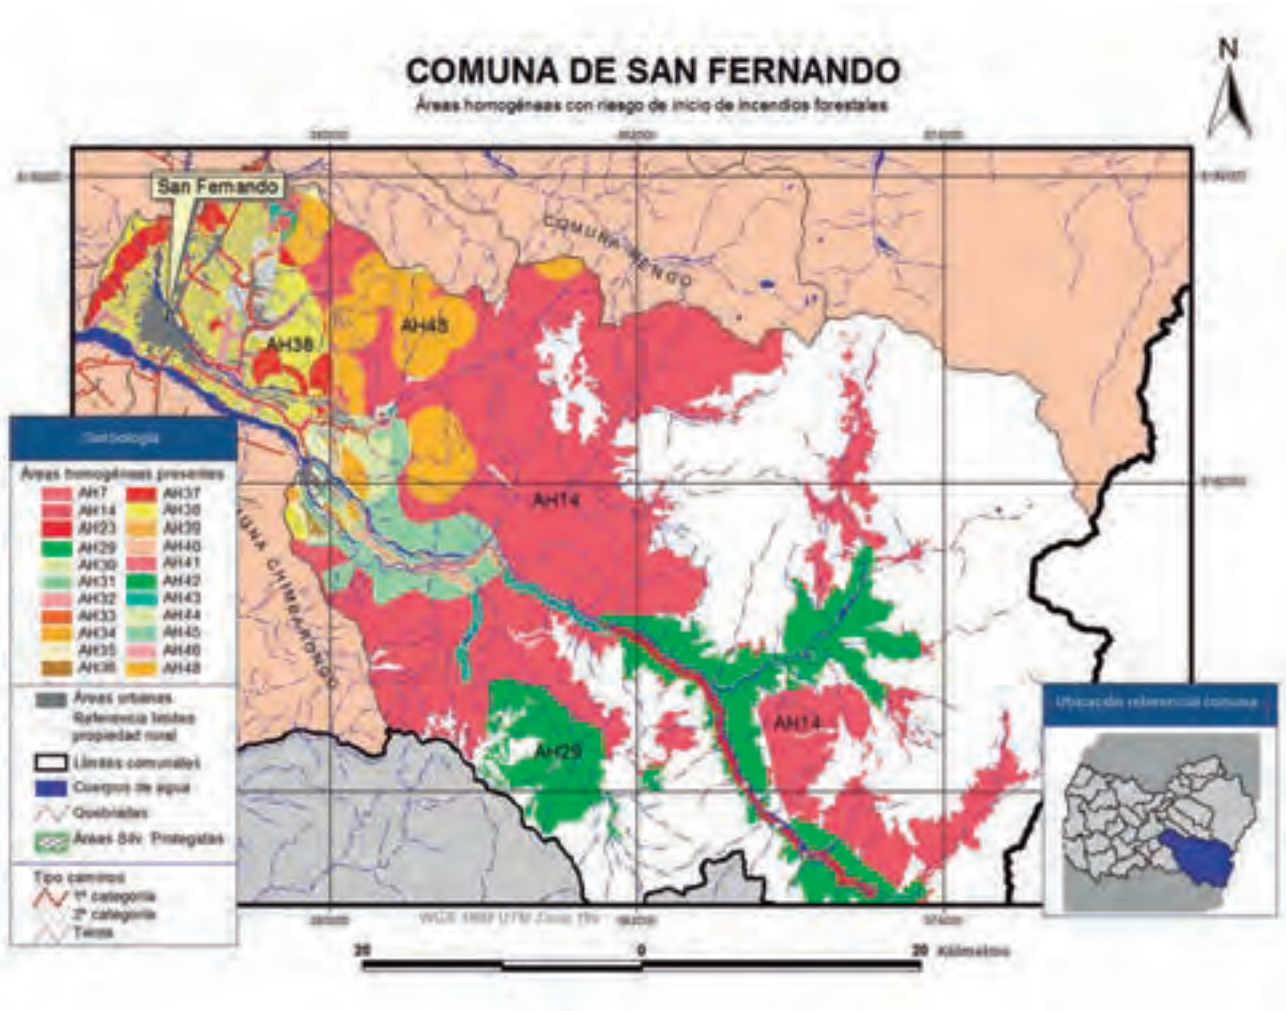 COMUNA DE SAN FERNANDO
Áreas homogéneas con riesgo de inicio de incendios forestales
N
San Fernando
COMUNA RENGO
AH48
AH38
AH14
AH14
AH29
COMUNA CHIMBARONGO
Simbología
Áreas homogéneas presentes
AH7 AH37
AH14 AH38
AH23 AH39
AH29 AH40
AH30 AH41
AH31 AH42
AH32 AH43
AH33 AH44
AH34 AH45
AH35 AH46
AH36 AH48
Áreas urbanas
Referencia límites
propiedad rural
Límites comunales
Cuerpos de agua
Quebradas
Áreas Silv. Protegidas
Tipo caminos
1ª categoría
2ª categoría
Ubicación referencial comuna
20 0 20 Kilómetros